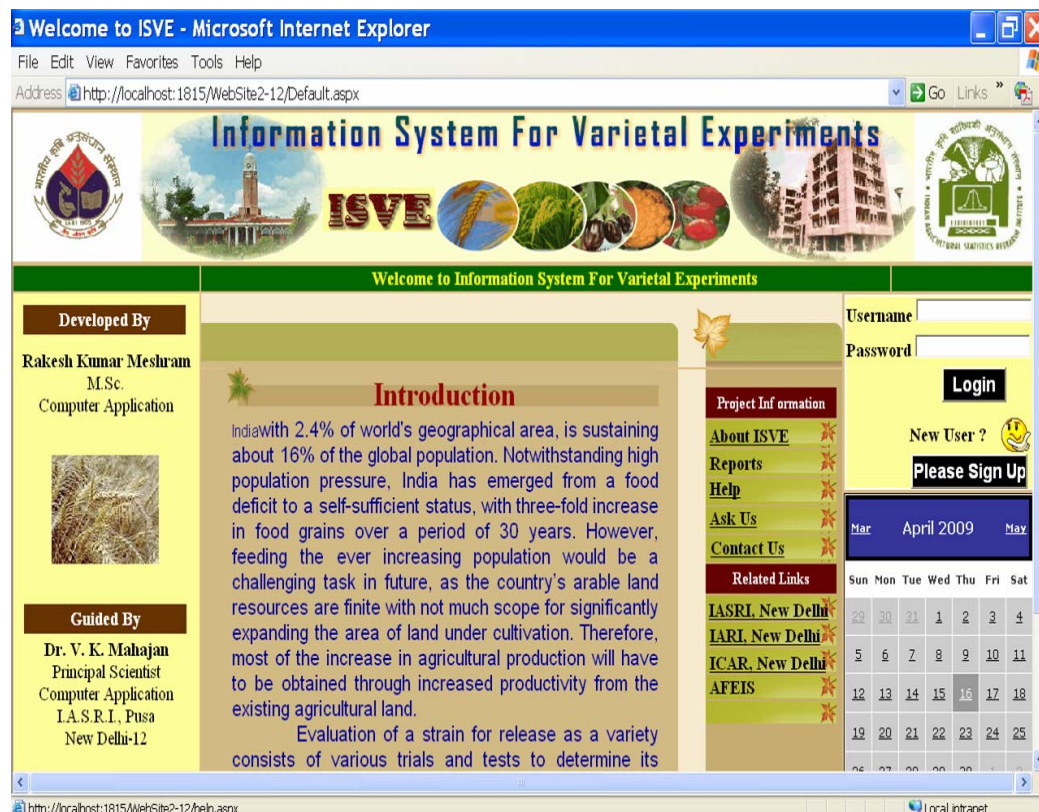 Welcome to ISVE - Microsoft Internet Explorer
File Edit View Favorites Tools Help
Address http://localhost:1815/WebSite2-12/Default.aspx Go Links »
Information System For Varietal Experiments
ISVE
Welcome to Information System For Varietal Experiments
Developed By
Rakesh Kumar Meshram
M.Sc.
Computer Application
Guided By
Dr. V. K. Mahajan
Principal Scientist
Computer Application
I.A.S.R.I., Pusa
New Delhi-12
Introduction
Indiawith 2.4% of world's geographical area, is sustaining
about 16% of the global population. Notwithstanding high
population pressure, India has emerged from a food
deficit to a self-sufficient status, with three-fold increase
in food grains over a period of 30 years. However,
feeding the ever increasing population would be a
challenging task in future, as the country's arable land
resources are finite with not much scope for significantly
expanding the area of land under cultivation. Therefore,
most of the increase in agricultural production will have
to be obtained through increased productivity from the
existing agricultural land.
Evaluation of a strain for release as a variety
consists of various trials and tests to determine its
Project Inf ormation
About ISVE
Reports
Help
Ask Us
Contact Us
Related Links
IASRI, New Delhi
IARI, New Delhi
ICAR, New Delhi
AFEIS
Username
Password
Login
New User ?
Please Sign Up
Mar April 2009 May
Sun Mon Tue Wed Thu Fri Sat
29 30 31 1 2 3 4
5 6 7 8 9 10 11
12 13 14 15 16 17 18
19 20 21 22 23 24 25
http://localhost:1815/WebSite2-12/help.aspx Local intranet